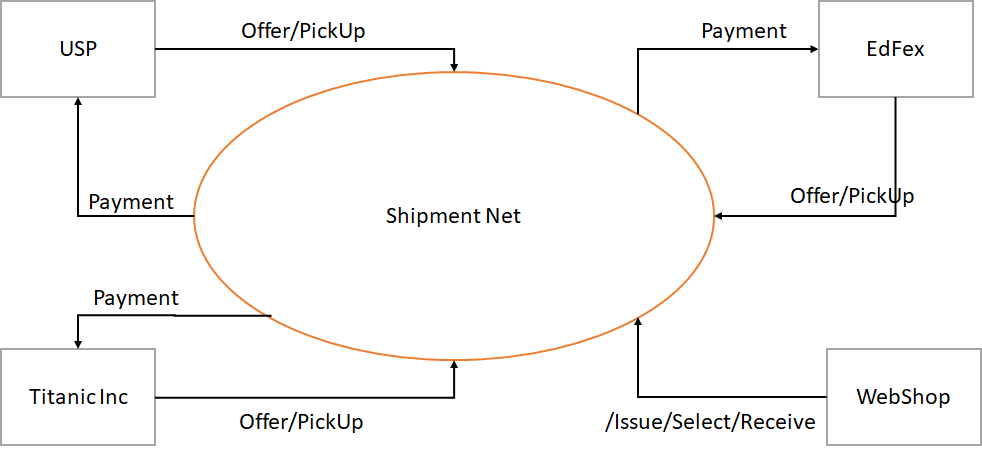 USP
Offer/PickUp
Payment
EdFex
Payment
Offer/PickUp
Shipment Net
Payment
Titanic Inc
Offer/PickUp
/Issue/Select/Receive
WebShop